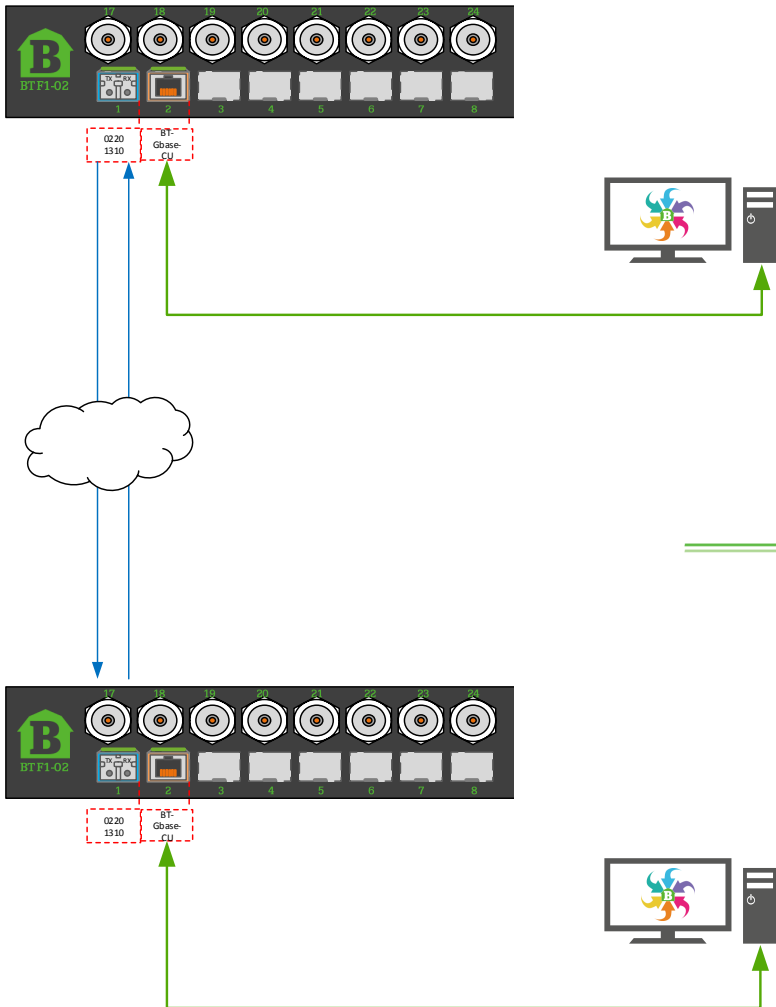 17 18 19 20 21 22 23 24
B
TX RX
BTF1-02
1 2 3 4 5 6 7 8
0220
1310
BT-
Gbase-
CU
B
17 18 19 20 21 22 23 24
B
TX RX
BTF1-02
1 2 3 4 5 6 7 8
0220
1310
BT-
Gbase-
CU
B